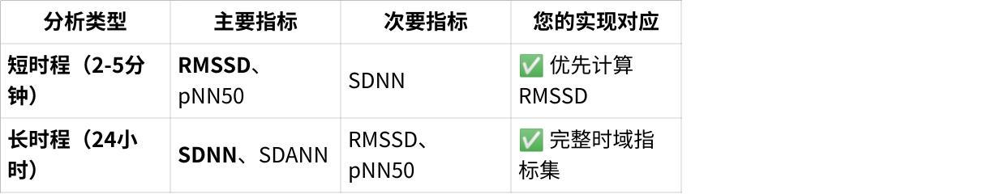 分析类型 主要指标 次要指标 您的实现对应
短时程（2-5分
钟）
RMSSD、
pNN50
SDNN
✅ 优先计算
RMSSD
长时程（24小
时）
SDNN、SDANN
RMSSD、
pNN50
✅ 完整时域指
标集